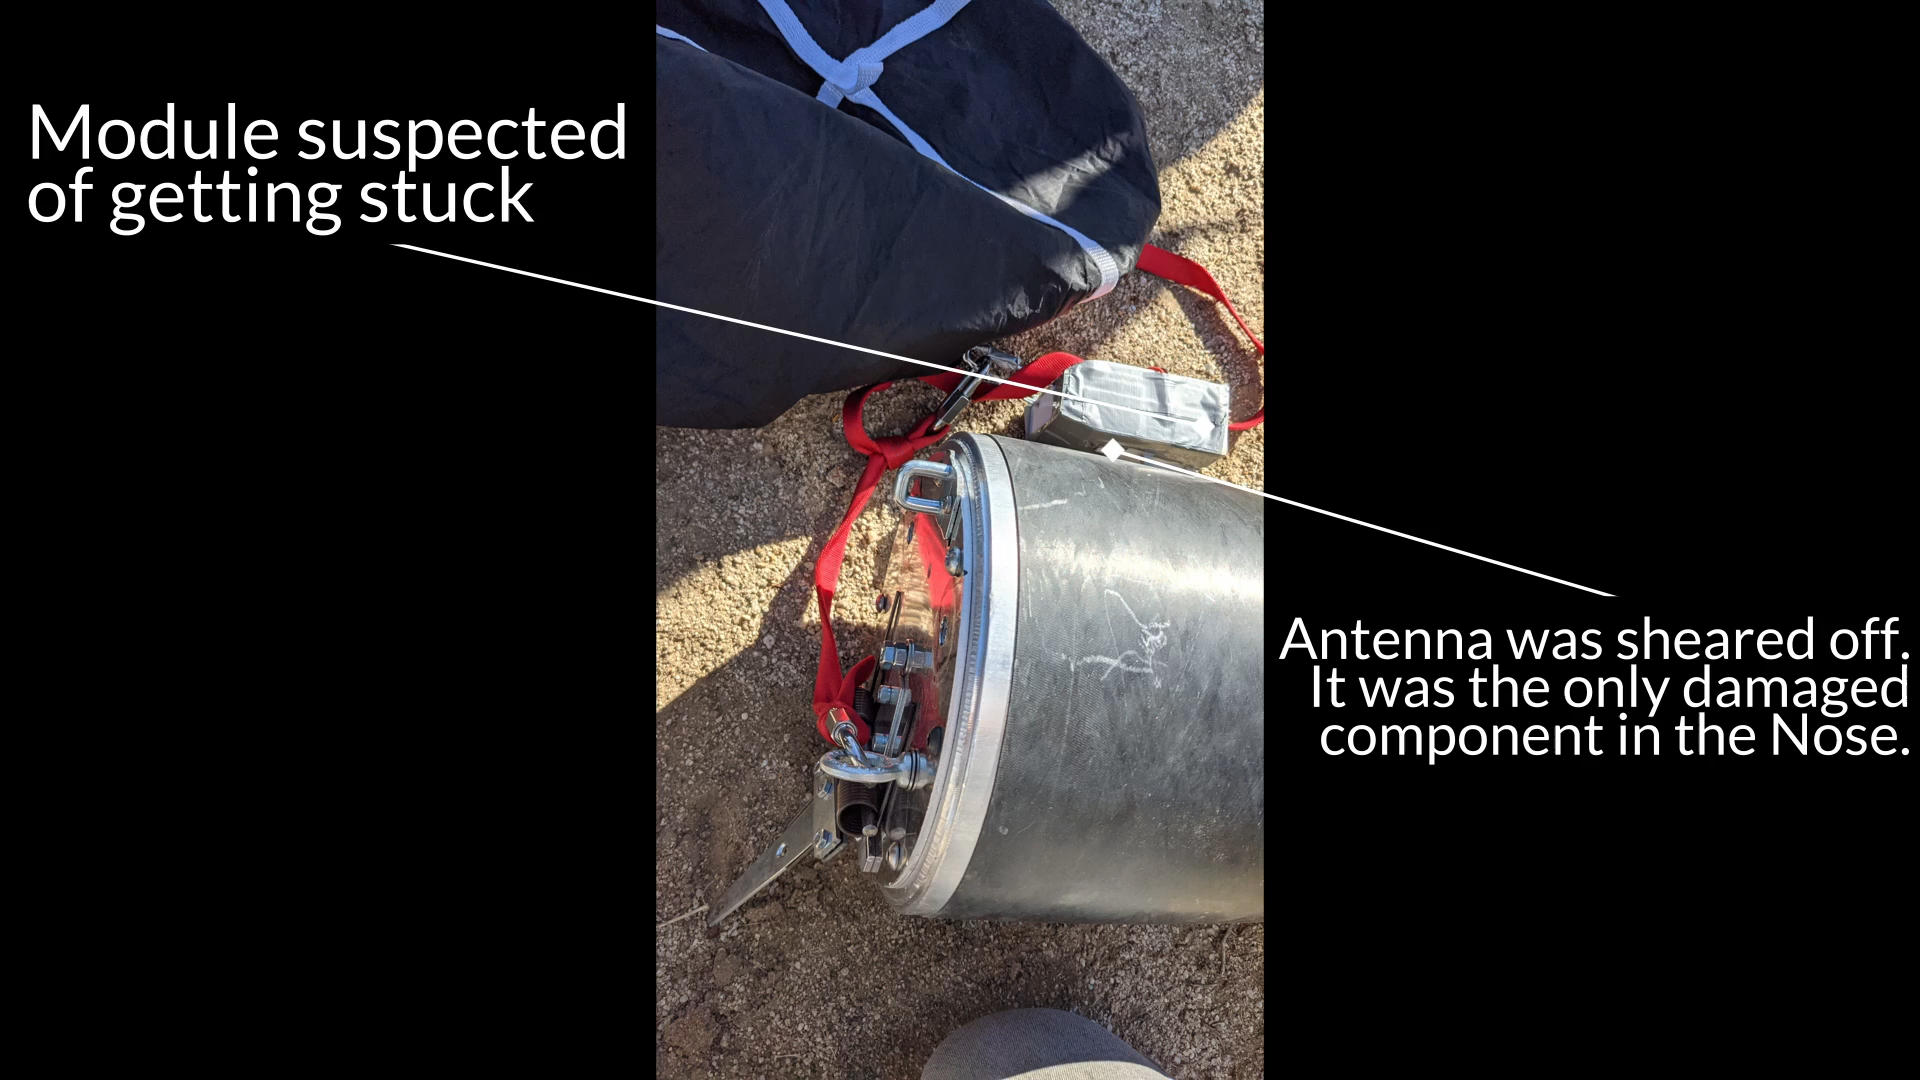 Module suspected
of getting stuck
Antenna was sheared off.
It was the only damaged
component in the Nose.